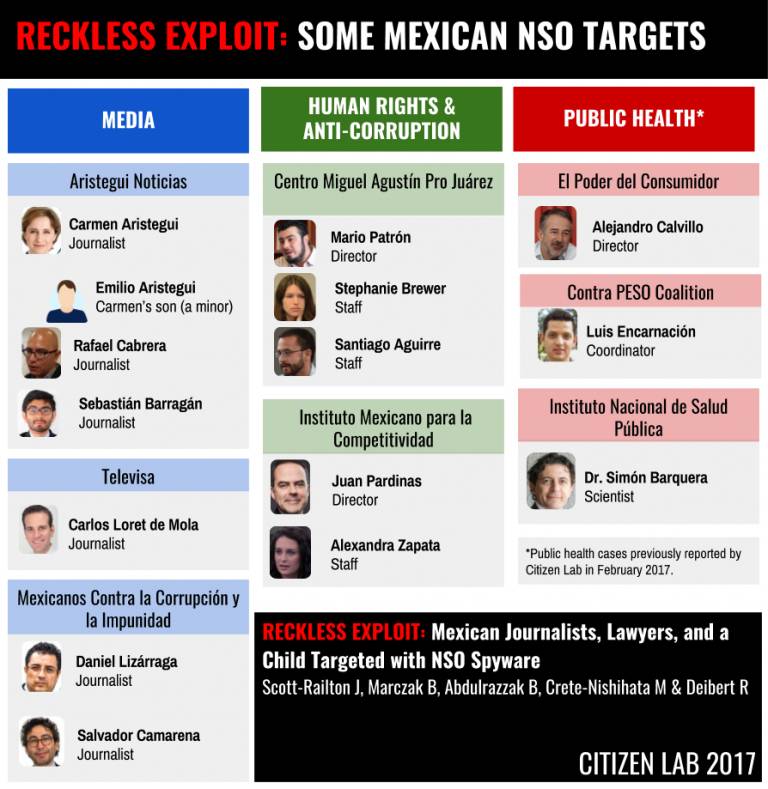 RECKLESS EXPLOIT: SOME MEXICAN NSO TARGETS
MEDIA
Aristegui Noticias
Carmen Aristegui
Journalist
Emilio Aristegui
Carmen's son (a minor)
Rafael Cabrera
Journalist
Sebastián Barragán
Journalist
Televisa
Carlos Loret de Mola
Journalist
Mexicanos Contra la Corrupción y
la Impunidad
Daniel Lizárraga
Journalist
Salvador Camarena
Journalist
HUMAN RIGHTS &
ANTI-CORRUPTION
Centro Miguel Agustín Pro Juárez
Mario Patrón
Director
Stephanie Brewer
Staff
Santiago Aguirre
Staff
Instituto Mexicano para la
Competitividad
Juan Pardinas
Director
Alexandra Zapata
Staff
PUBLIC HEALTH*
El Poder del Consumidor
Alejandro Calvillo
Director
Contra PESO Coalition
Luis Encarnación
Coordinator
Instituto Nacional de Salud
Pública
Dr. Simón Barquera
Scientist
*Public health cases previously reported by
Citizen Lab in February 2017.
RECKLESS EXPLOIT: Mexican Journalists, Lawyers, and a
Child Targeted with NSO Spyware
Scott-Railton J, Marczak B, Abdulrazzak B, Crete-Nishihata M & Deibert R
CITIZEN LAB 2017